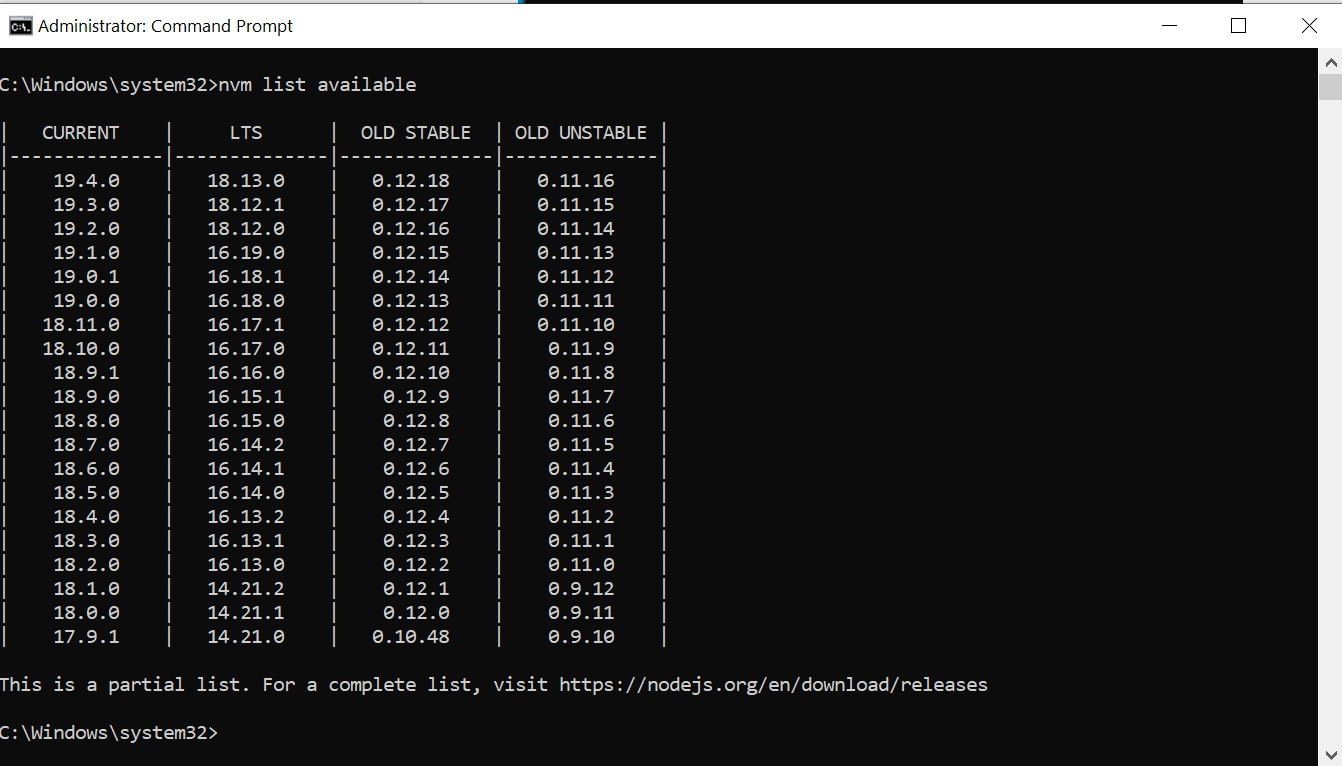 Administrator: Command Prompt
C:\Windows\system32>nvm list available
|   CURRENT    |     LTS      |  OLD STABLE  | OLD UNSTABLE |
|--------------|--------------|--------------|--------------|
|    19.4.0    |   18.13.0    |   0.12.18    |   0.11.16    |
|    19.3.0    |   18.12.1    |   0.12.17    |   0.11.15    |
|    19.2.0    |   18.12.0    |   0.12.16    |   0.11.14    |
|    19.1.0    |   16.19.0    |   0.12.15    |   0.11.13    |
|    19.0.1    |   16.18.1    |   0.12.14    |   0.11.12    |
|    19.0.0    |   16.18.0    |   0.12.13    |   0.11.11    |
|   18.11.0    |   16.17.1    |   0.12.12    |   0.11.10    |
|   18.10.0    |   16.17.0    |   0.12.11    |    0.11.9    |
|    18.9.1    |   16.16.0    |   0.12.10    |    0.11.8    |
|    18.9.0    |   16.15.1    |    0.12.9    |    0.11.7    |
|    18.8.0    |   16.15.0    |    0.12.8    |    0.11.6    |
|    18.7.0    |   16.14.2    |    0.12.7    |    0.11.5    |
|    18.6.0    |   16.14.1    |    0.12.6    |    0.11.4    |
|    18.5.0    |   16.14.0    |    0.12.5    |    0.11.3    |
|    18.4.0    |   16.13.2    |    0.12.4    |    0.11.2    |
|    18.3.0    |   16.13.1    |    0.12.3    |    0.11.1    |
|    18.2.0    |   16.13.0    |    0.12.2    |    0.11.0    |
|    18.1.0    |   14.21.2    |    0.12.1    |    0.9.12    |
|    18.0.0    |   14.21.1    |    0.12.0    |    0.9.11    |
|    17.9.1    |   14.21.0    |   0.10.48    |    0.9.10    |
This is a partial list. For a complete list, visit https://nodejs.org/en/download/releases
C:\Windows\system32>